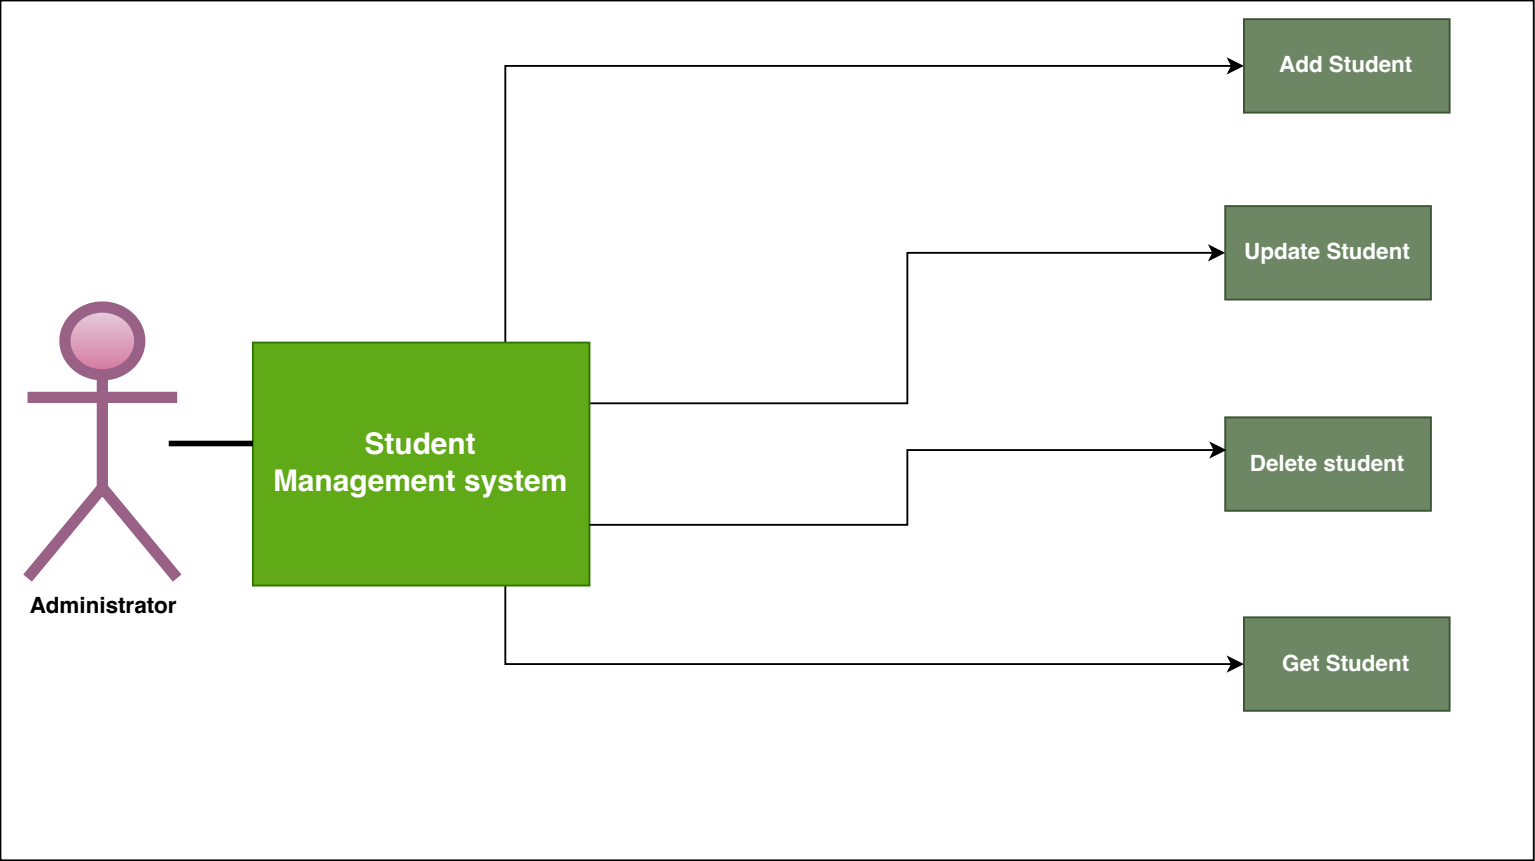 Add Student
Update Student
Student
Management system
Delete student
Administrator
Get Student